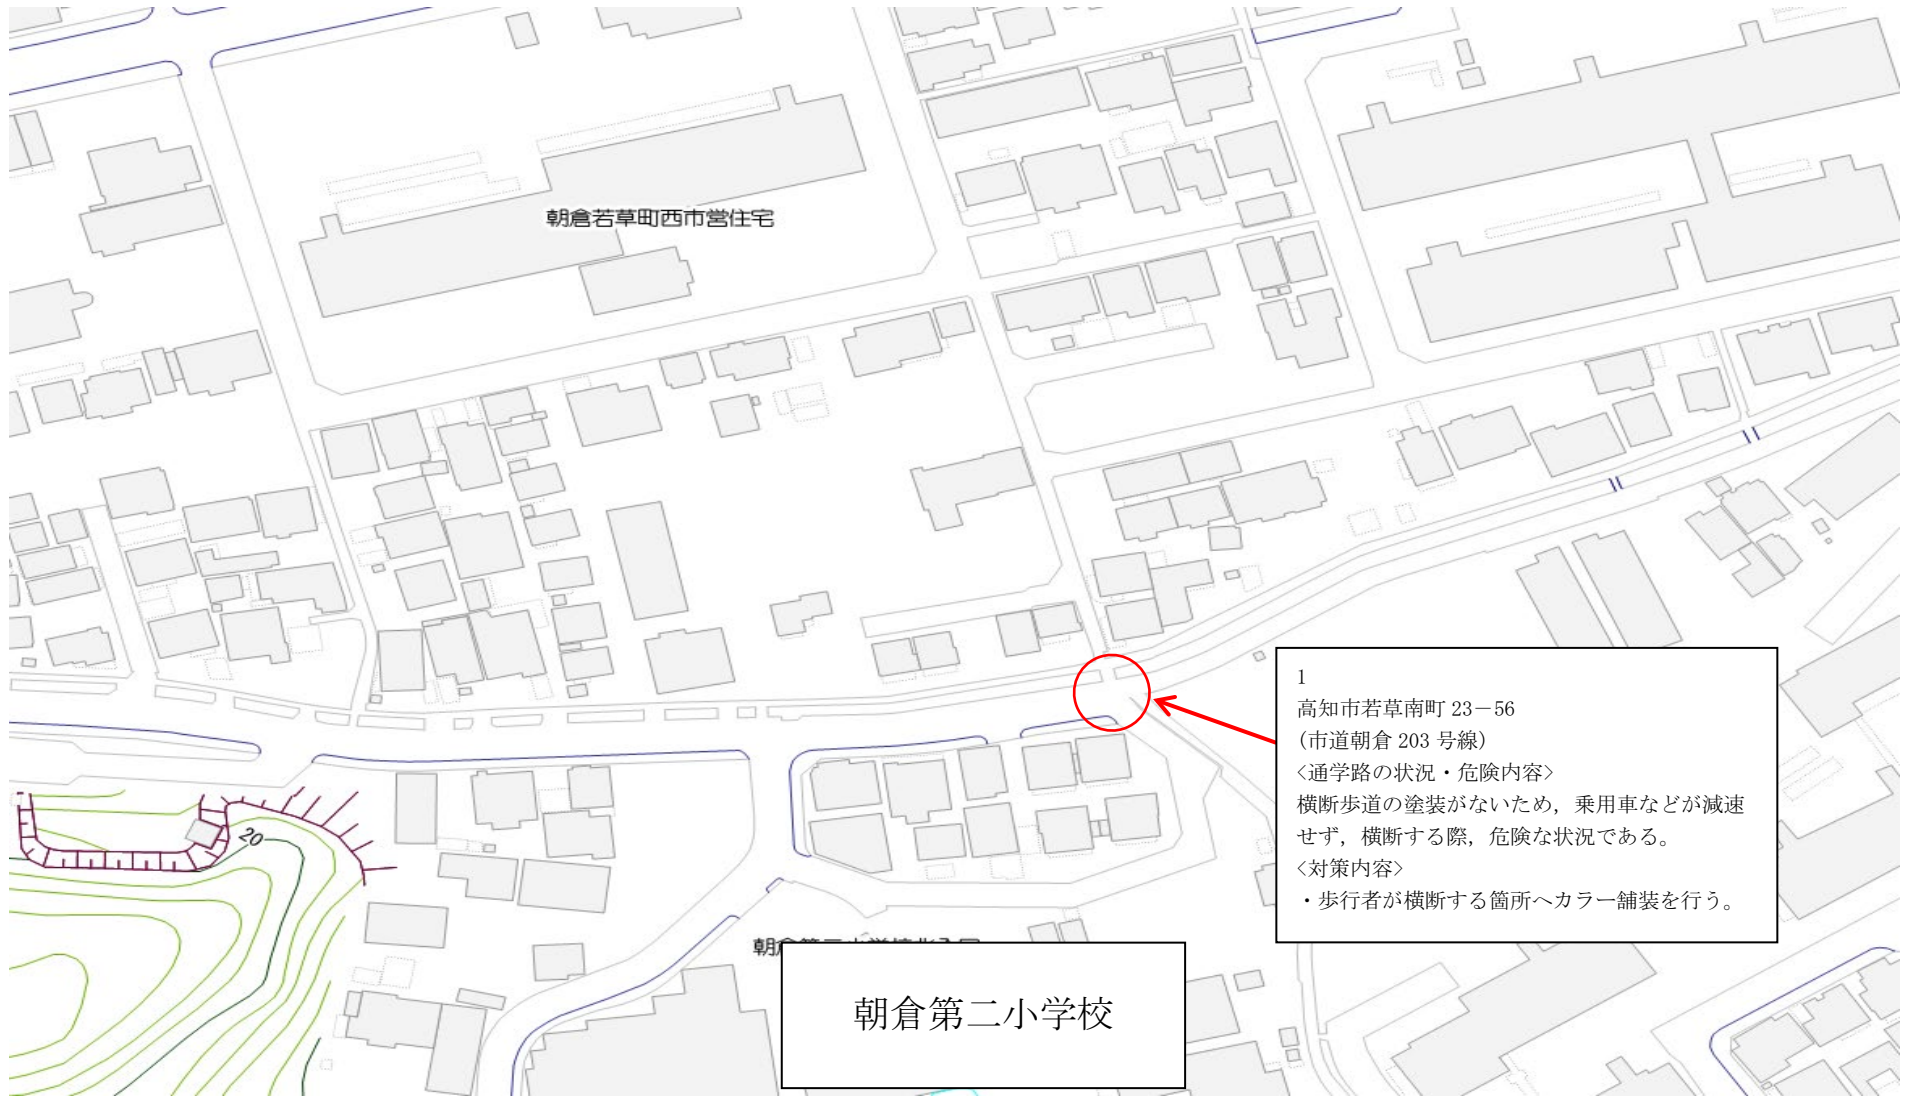 朝倉若草町西市営住宅
1
高知市若草南町 23－56
(市道朝倉 203 号線)
<通学路の状況・危険内容>
横断歩道の塗装がないため，乗用車などが減速
せず，横断する際，危険な状況である。
<対策内容>
・歩行者が横断する箇所へカラー舗装を行う。
20
朝倉第二小学校